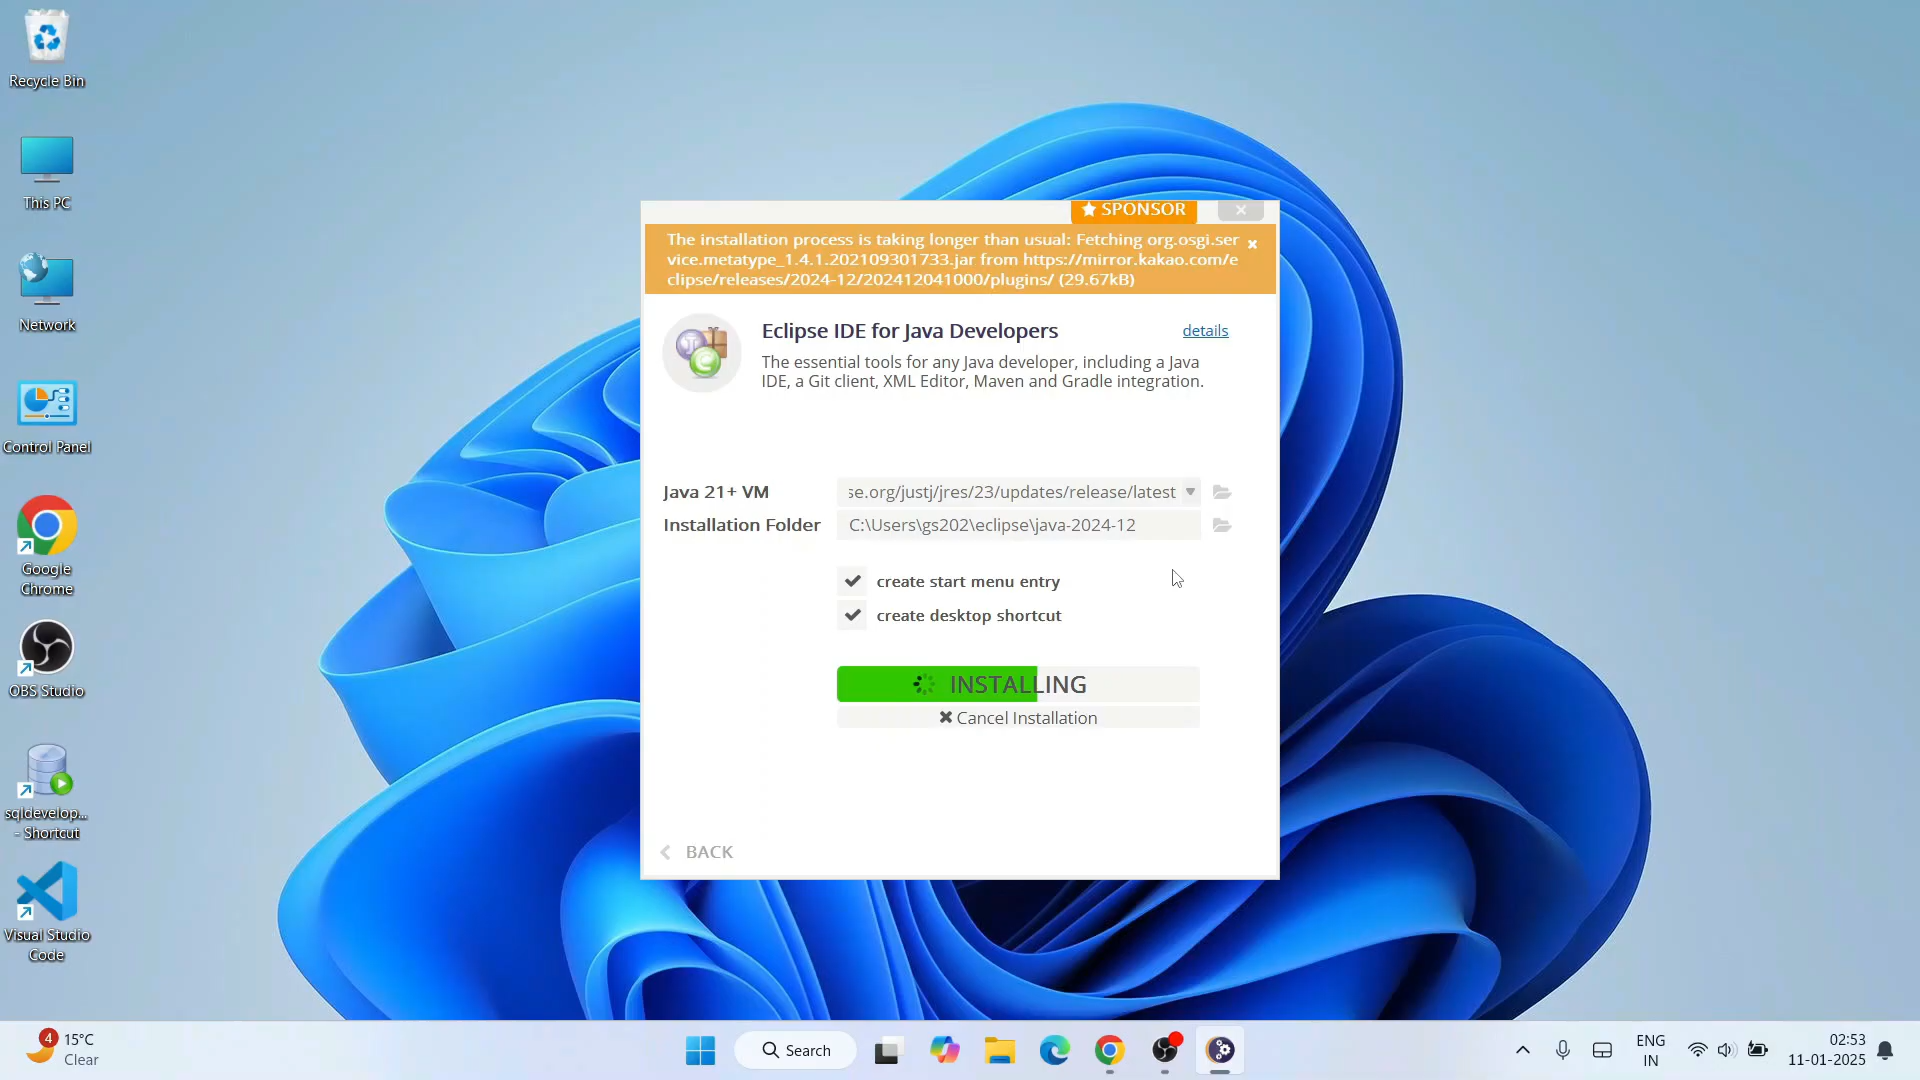 Recycle Bin
This PC
Network
Control Panel
Google
Chrome
OBS Studio
sqldevelop...
- Shortcut
Visual Studio
Code
SPONSOR
The installation process is taking longer than usual: Fetching org.osgi.ser
vice.metatype_1.4.1.202109301733.jar from https://mirror.kakao.com/e
clipse/releases/2024-12/202412041000/plugins/ (29.67kB)
Eclipse IDE for Java Developers
details
The essential tools for any Java developer, including a Java
IDE, a Git client, XML Editor, Maven and Gradle integration.
Java 21+ VM
se.org/justj/jres/23/updates/release/latest
Installation Folder
C:\Users\gs202\eclipse\java-2024-12
create start menu entry
create desktop shortcut
INSTALLING
Cancel Installation
BACK
4
15°C
Clear
Search
ENG
IN
02:53
11-01-2025